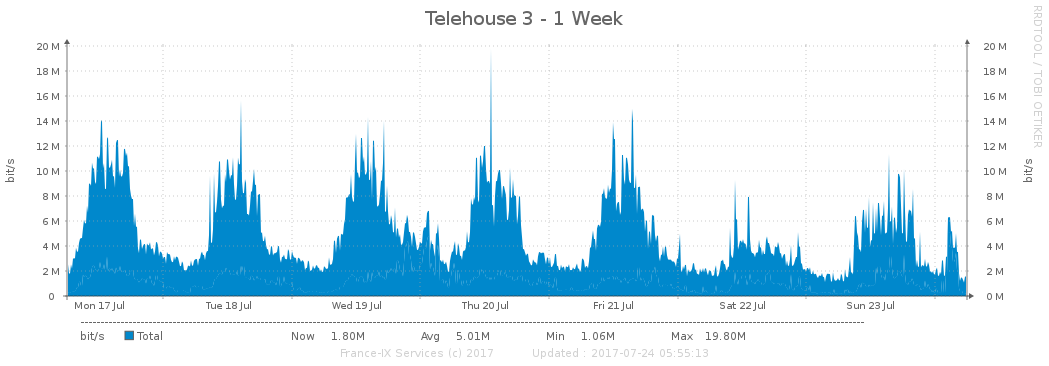 Telehouse 3 - 1 Week
RRDTOOL / TOBI OETIKER
bit/s
20 M 20 M
18 M 18 M
16 M 16 M
14 M 14 M
12 M 12 M
10 M 10 M
8 M 8 M
6 M 6 M
4 M 4 M
2 M 2 M
0 0 M
bit/s
Mon 17 Jul Tue 18 Jul Wed 19 Jul Thu 20 Jul Fri 21 Jul Sat 22 Jul Sun 23 Jul
bit/s Total Now 1.80M Avg 5.01M Min 1.06M Max 19.80M
France-IX Services (c) 2017 Updated : 2017-07-24 05:55:13